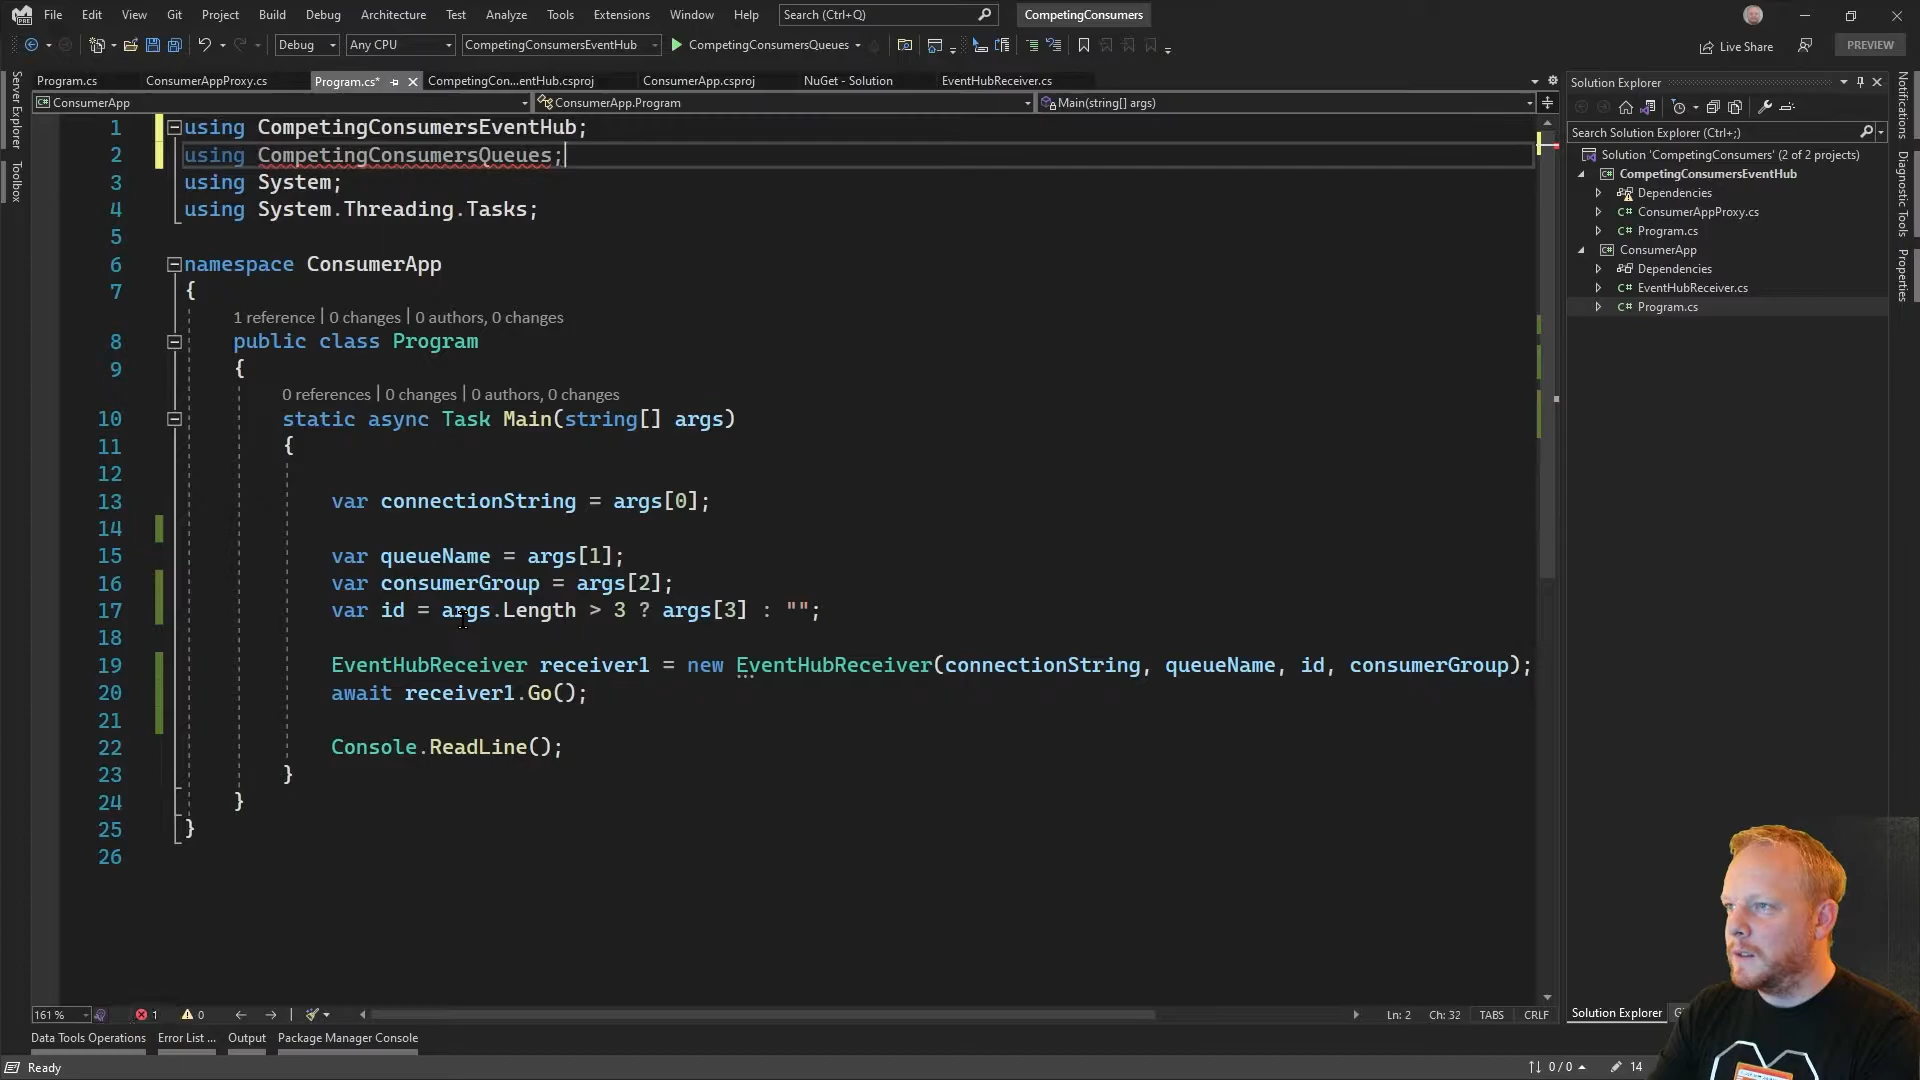 File Edit View Git Project Build Debug Architecture Test Analyze Tools Extensions Window Help Search (Ctrl+Q) CompetingConsumers
Debug Any CPU CompetingConsumersEventHub CompetingConsumersQueues Live Share PREVIEW
Program.cs ConsumerAppProxy.cs Program.cs* CompetingCon...entHub.csproj ConsumerApp.csproj NuGet - Solution EventHubReceiver.cs
ConsumerApp ConsumerApp.Program Main(string[] args)
Server Explorer
Toolbox
1 using CompetingConsumersEventHub;
2 using CompetingConsumersQueues;
3 using System;
4 using System.Threading.Tasks;
5
6 namespace ConsumerApp
7 {
1 reference | 0 changes | 0 authors, 0 changes
8 public class Program
9 {
0 references | 0 changes | 0 authors, 0 changes
10 static async Task Main(string[] args)
11 {
12
13 var connectionString = args[0];
14
15 var queueName = args[1];
16 var consumerGroup = args[2];
17 var id = args.Length > 3 ? args[3] : "";
18
19 EventHubReceiver receiver1 = new EventHubReceiver(connectionString, queueName, id, consumerGroup);
20 await receiver1.Go();
21
22 Console.ReadLine();
23 }
24 }
25 }
26
161 % 1 0 Ln: 2 Ch: 32 TABS CRLF
Data Tools Operations Error List ... Output Package Manager Console
Ready 0 / 0 14
Solution Explorer
Search Solution Explorer (Ctrl+;)
Solution 'CompetingConsumers' (2 of 2 projects)
CompetingConsumersEventHub
Dependencies
C# ConsumerAppProxy.cs
C# Program.cs
ConsumerApp
Dependencies
C# EventHubReceiver.cs
C# Program.cs
Solution Explorer
Notifications
Diagnostic Tools
Properties